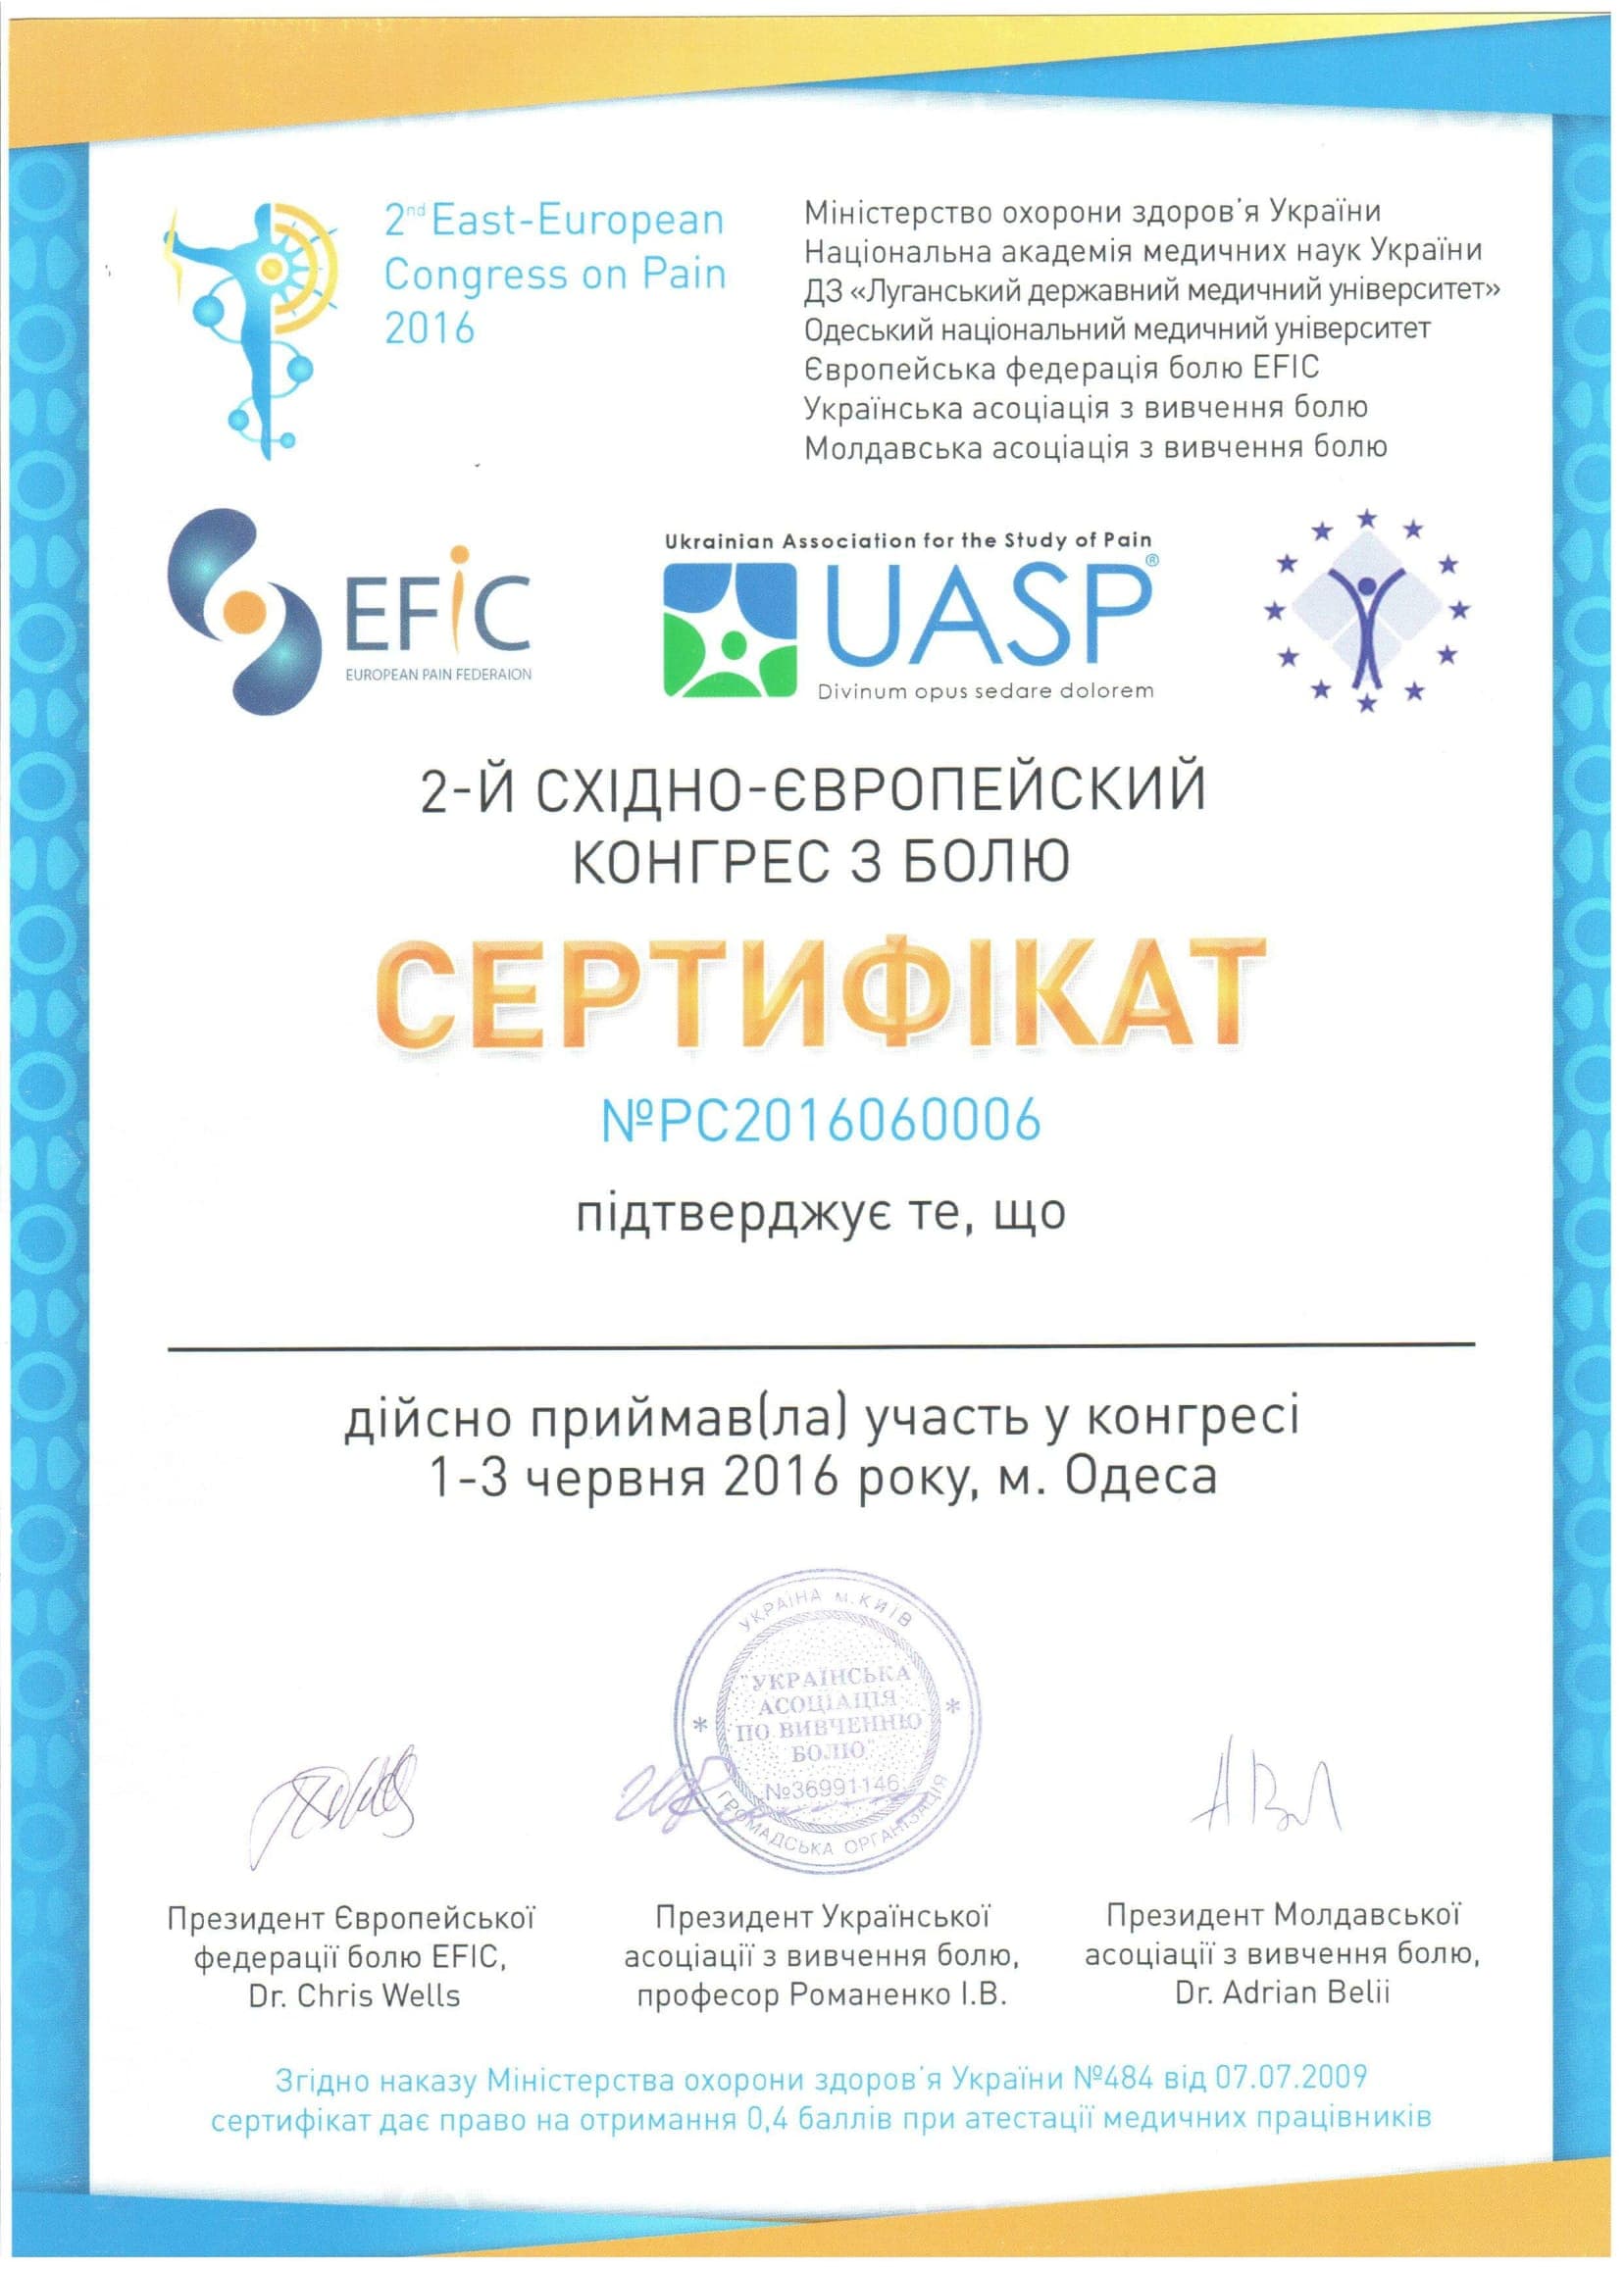 2nd East-European
Congress on Pain
2016
Міністерство охорони здоров'я України
Національна академія медичних наук України
ДЗ «Луганський державний медичний університет»
Одеський національний медичний університет
Європейська федерація болю EFIC
Українська асоціація з вивчення болю
Молдавська асоціація з вивчення болю
EFiC
EUROPEAN PAIN FEDERAION
Ukrainian Association for the Study of Pain
UASP®
Divinum opus sedare dolorem
2-Й СХІДНО-ЄВРОПЕЙСКИЙ
КОНГРЕС З БОЛЮ
СЕРТИФІКАТ
№PC2016060006
підтверджує те, що
дійсно приймав(ла) участь у конгресі
1-3 червня 2016 року, м. Одеса
УКРАЇНА м.КИЇВ
"УКРАЇНСЬКА
АСОЦІАЦІЯ
ПО ВИВЧЕННЮ
БОЛЮ"
№36991146
ГРОМАДСЬКА ОРГАНІЗАЦІЯ
Президент Європейської
федерації болю EFIC,
Dr. Chris Wells
Президент Української
асоціації з вивчення болю,
професор Романенко І.В.
Президент Молдавської
асоціації з вивчення болю,
Dr. Adrian Belii
Згідно наказу Міністерства охорони здоров'я України №484 від 07.07.2009
сертифікат дає право на отримання 0,4 баллів при атестації медичних працівників